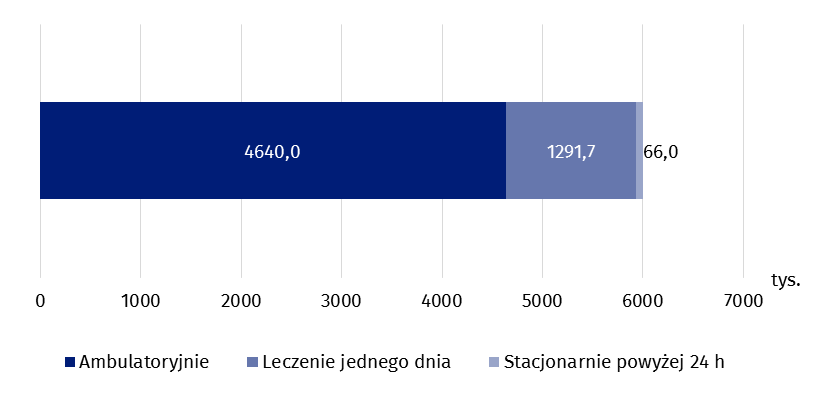 4640,0 1291,7 66,0
tys.
0 1000 2000 3000 4000 5000 6000 7000
Ambulatoryjnie Leczenie jednego dnia Stacjonarnie powyżej 24 h